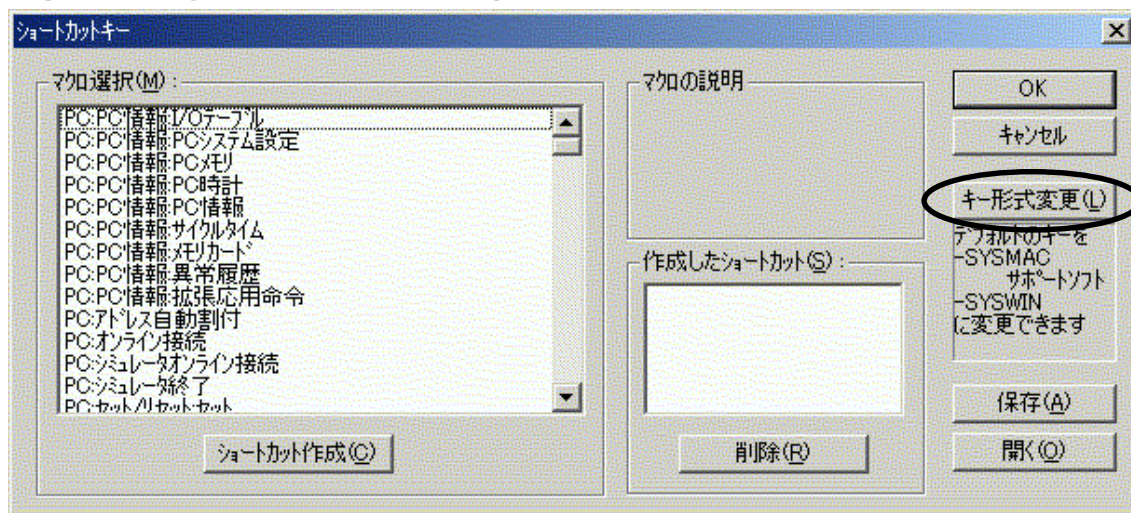 ショートカットキー
マクロ選択(M):
PC:PC情報:I/Oテーブル
PC:PC情報:PCシステム設定
PC:PC情報:PCメモリ
PC:PC情報:PC時計
PC:PC情報:PC情報
PC:PC情報:サイクルタイム
PC:PC情報:メモリカード
PC:PC情報:異常履歴
PC:PC情報:拡張応用命令
PC:アドレス自動割付
PC:オンライン接続
PC:シミュレータオンライン接続
PC:シミュレータ終了
PC:セット/リセット:セット
ショートカット作成(C)
マクロの説明
作成したショートカット(S):
削除(R)
OK
キャンセル
キー形式変更(L)
デフォルトのキーを
-SYSMAC
サポートソフト
-SYSWIN
に変更できます
保存(A)
開く(O)